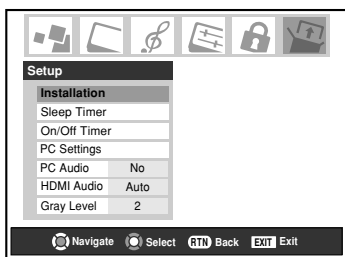 Setup
Installation
Sleep Timer
On/Off Timer
PC Settings
PC Audio No
HDMI Audio Auto
Gray Level 2
Navigate Select RTN Back EXIT Exit